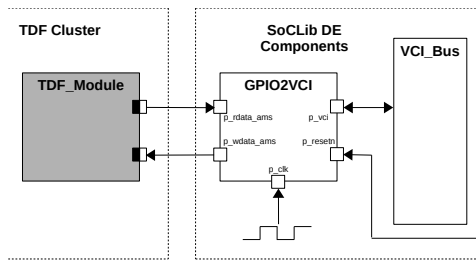 TDF Cluster
SoCLib DE
Components
TDF_Module
GPIO2VCI
VCI_Bus
p_rdata_ams
p_vci
p_wdata_ams
p_resetn
p_clk